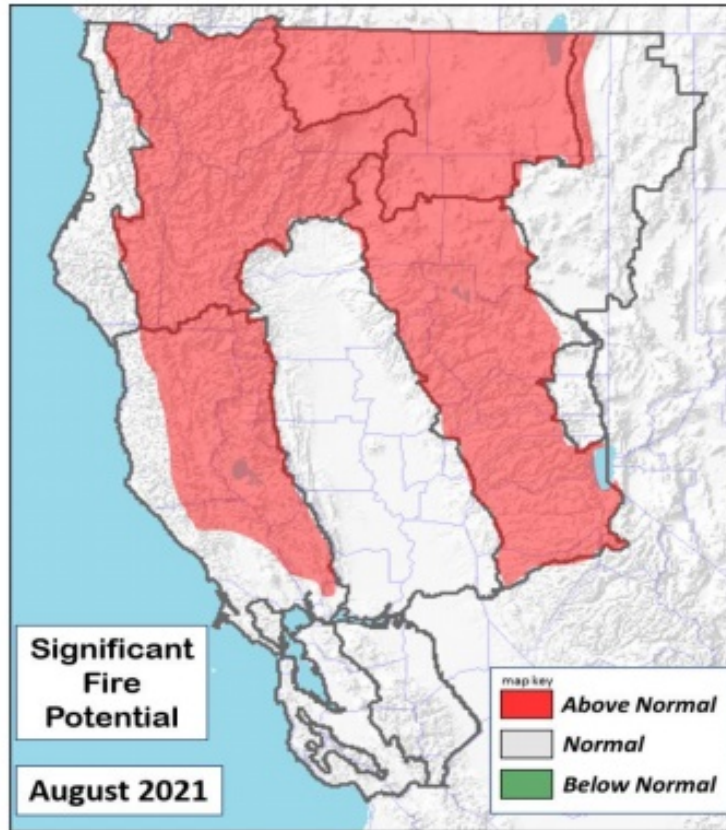 Significant
Fire
Potential
August 2021
map key
Above Normal
Normal
Below Normal